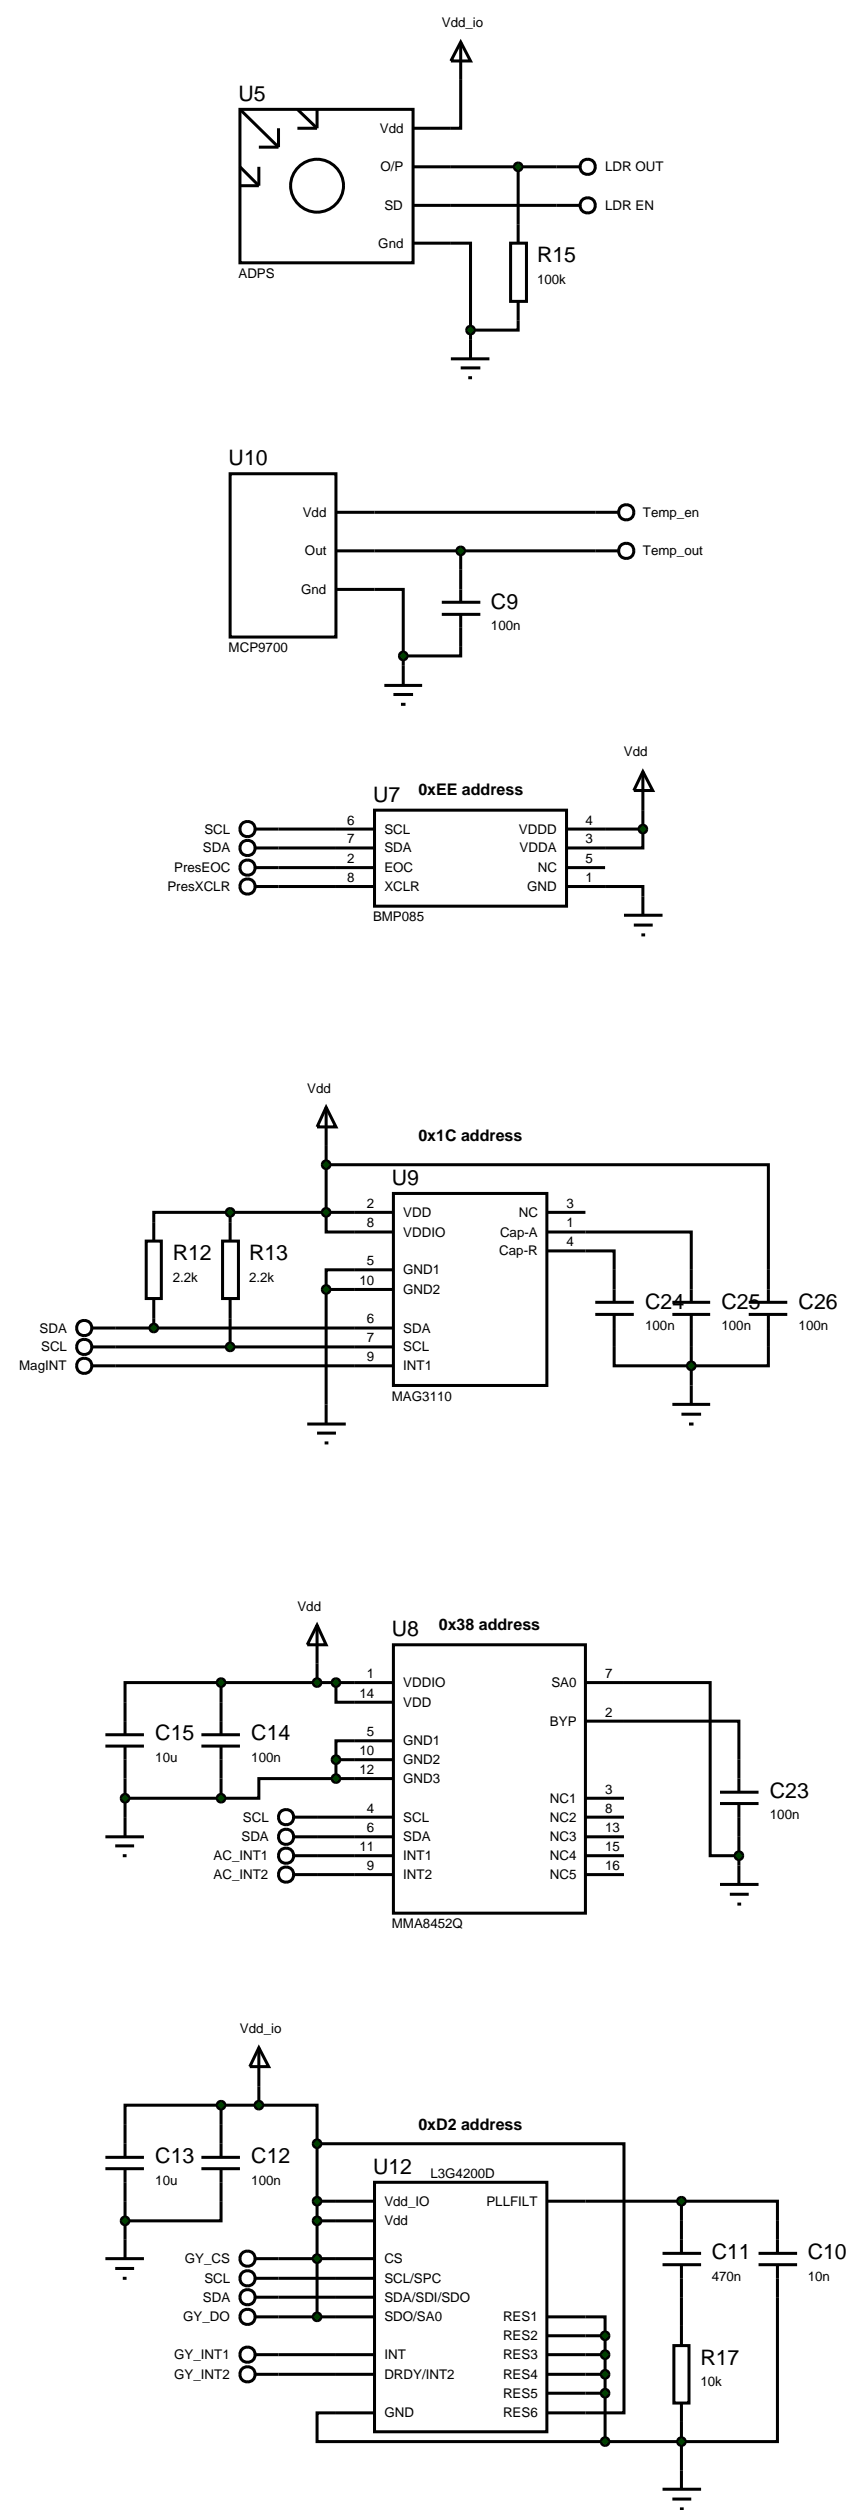 Vdd_io
U5
Vdd
O/P
LDR OUT
SD
LDR EN
Gnd
R15
100k
ADPS
U10
Vdd
Temp_en
Out
Temp_out
Gnd
C9
100n
MCP9700
Vdd
0xEE address
U7
SCL 6 SCL VDDD 4
SDA 7 SDA VDDA 3
PresEOC 2 EOC NC 5
PresXCLR 8 XCLR GND 1
BMP085
Vdd
0x1C address
U9
2 VDD NC 3
8 VDDIO Cap-A 1
Cap-R 4
R12 R13
2.2k 2.2k
5 GND1
10 GND2
C24 C25 C26
100n 100n 100n
SDA 6 SDA
SCL 7 SCL
MagINT 9 INT1
MAG3110
Vdd
U8 0x38 address
1 VDDIO SA0 7
14 VDD
BYP 2
C15 C14
10u 100n
5 GND1
10 GND2
12 GND3
C23
100n
NC1 3
SCL 4 SCL NC2 8
SDA 6 SDA NC3 13
AC_INT1 11 INT1 NC4 15
AC_INT2 9 INT2 NC5 16
MMA8452Q
Vdd_io
0xD2 address
C13 C12
10u 100n
U12 L3G4200D
Vdd_IO PLLFILT
Vdd
C11 C10
470n 10n
GY_CS CS
SCL SCL/SPC
SDA SDA/SDI/SDO
GY_DO SDO/SA0 RES1
RES2
GY_INT1 INT RES3
GY_INT2 DRDY/INT2 RES4
RES5
R17
10k
GND RES6